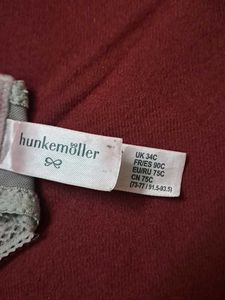 hunkemöller
UK 34C
FR/ES 90C
EU/RU 75C
CN 75C
(73-77 / 91.5-93.5)